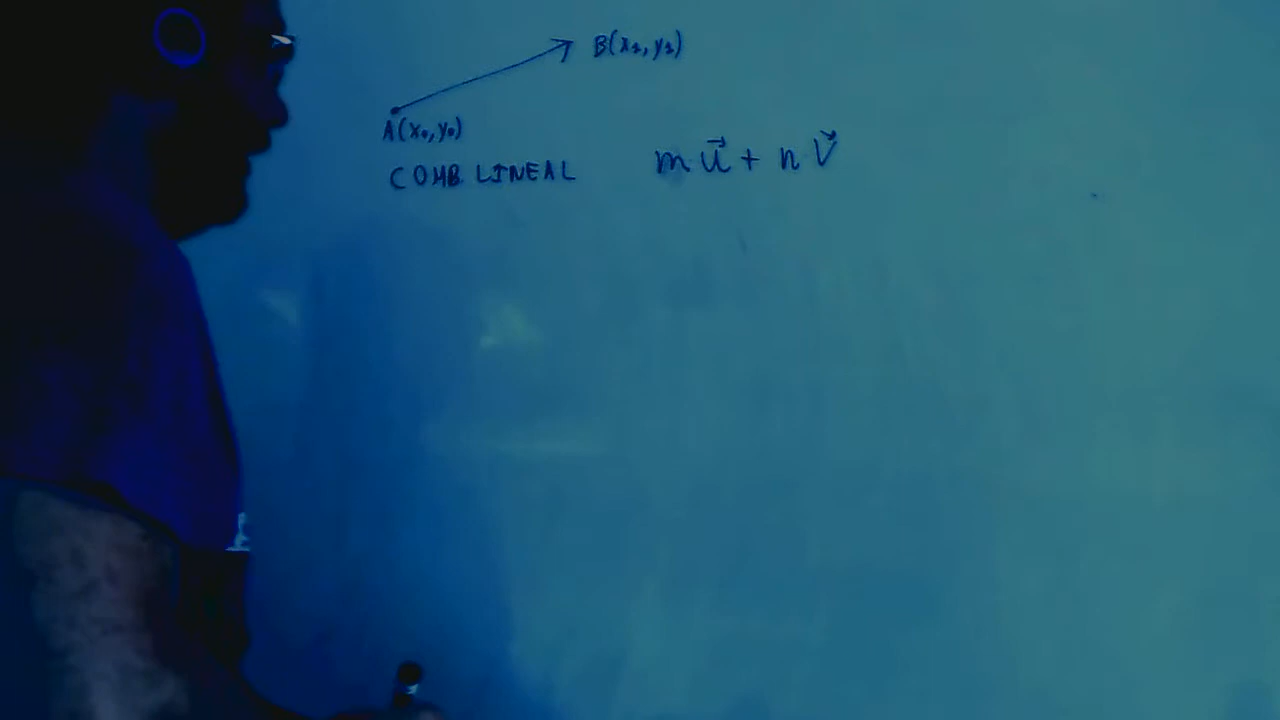 B(x₁, y₁)
A(x₀, y₀)
COMB. LINEAL m u⃗ + n v⃗